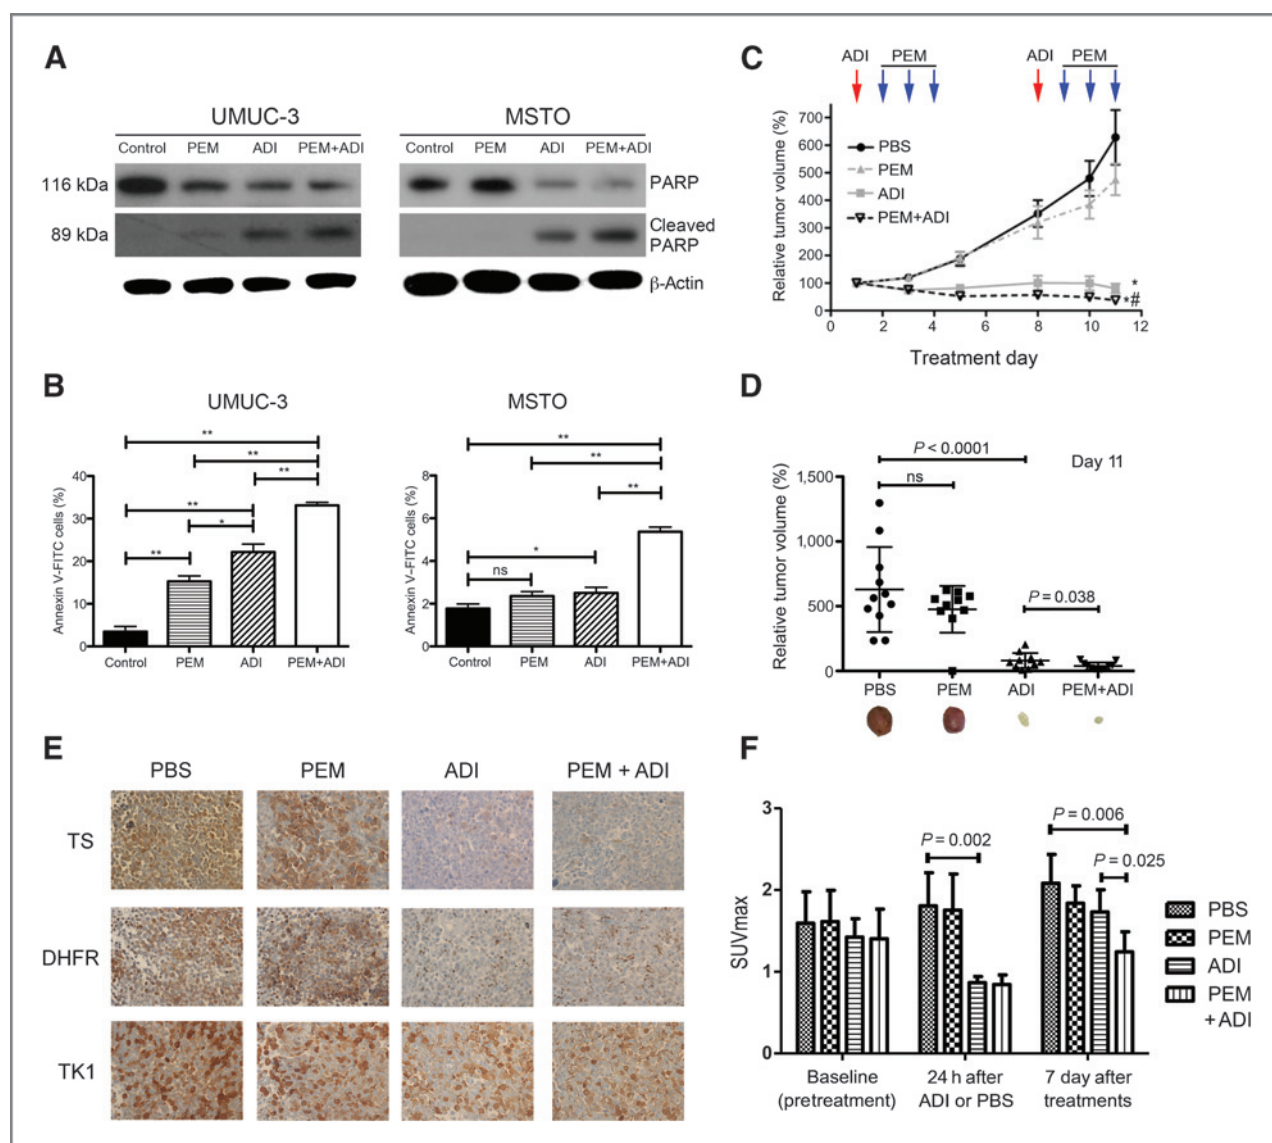 A
UMUC-3 MSTO
Control PEM ADI PEM+ADI Control PEM ADI PEM+ADI
116 kDa PARP
89 kDa Cleaved PARP
β-Actin
B
UMUC-3
** ** ** ** * **
Annexin V-FITC cells (%)
40
30
20
10
0
Control PEM ADI PEM+ADI
MSTO
** ** ** * ns
Annexin V–FITC cells (%)
8
6
4
2
0
Control PEM ADI PEM+ADI
C
ADI PEM ADI PEM
Relative tumor volume (%)
700
600
500
400
300
200
100
0
PBS
PEM
ADI
PEM+ADI
*
*#
0 2 4 6 8 10 12
Treatment day
D
P < 0.0001
Day 11
ns
P = 0.038
Relative tumor volume (%)
1,500
1,000
500
0
PBS PEM ADI PEM+ADI
E
PBS PEM ADI PEM + ADI
TS
DHFR
TK1
F
P = 0.002
P = 0.006
P = 0.025
SUVmax
3
2
1
0
Baseline (pretreatment)
24 h after ADI or PBS
7 day after treatments
PBS
PEM
ADI
PEM
+ ADI